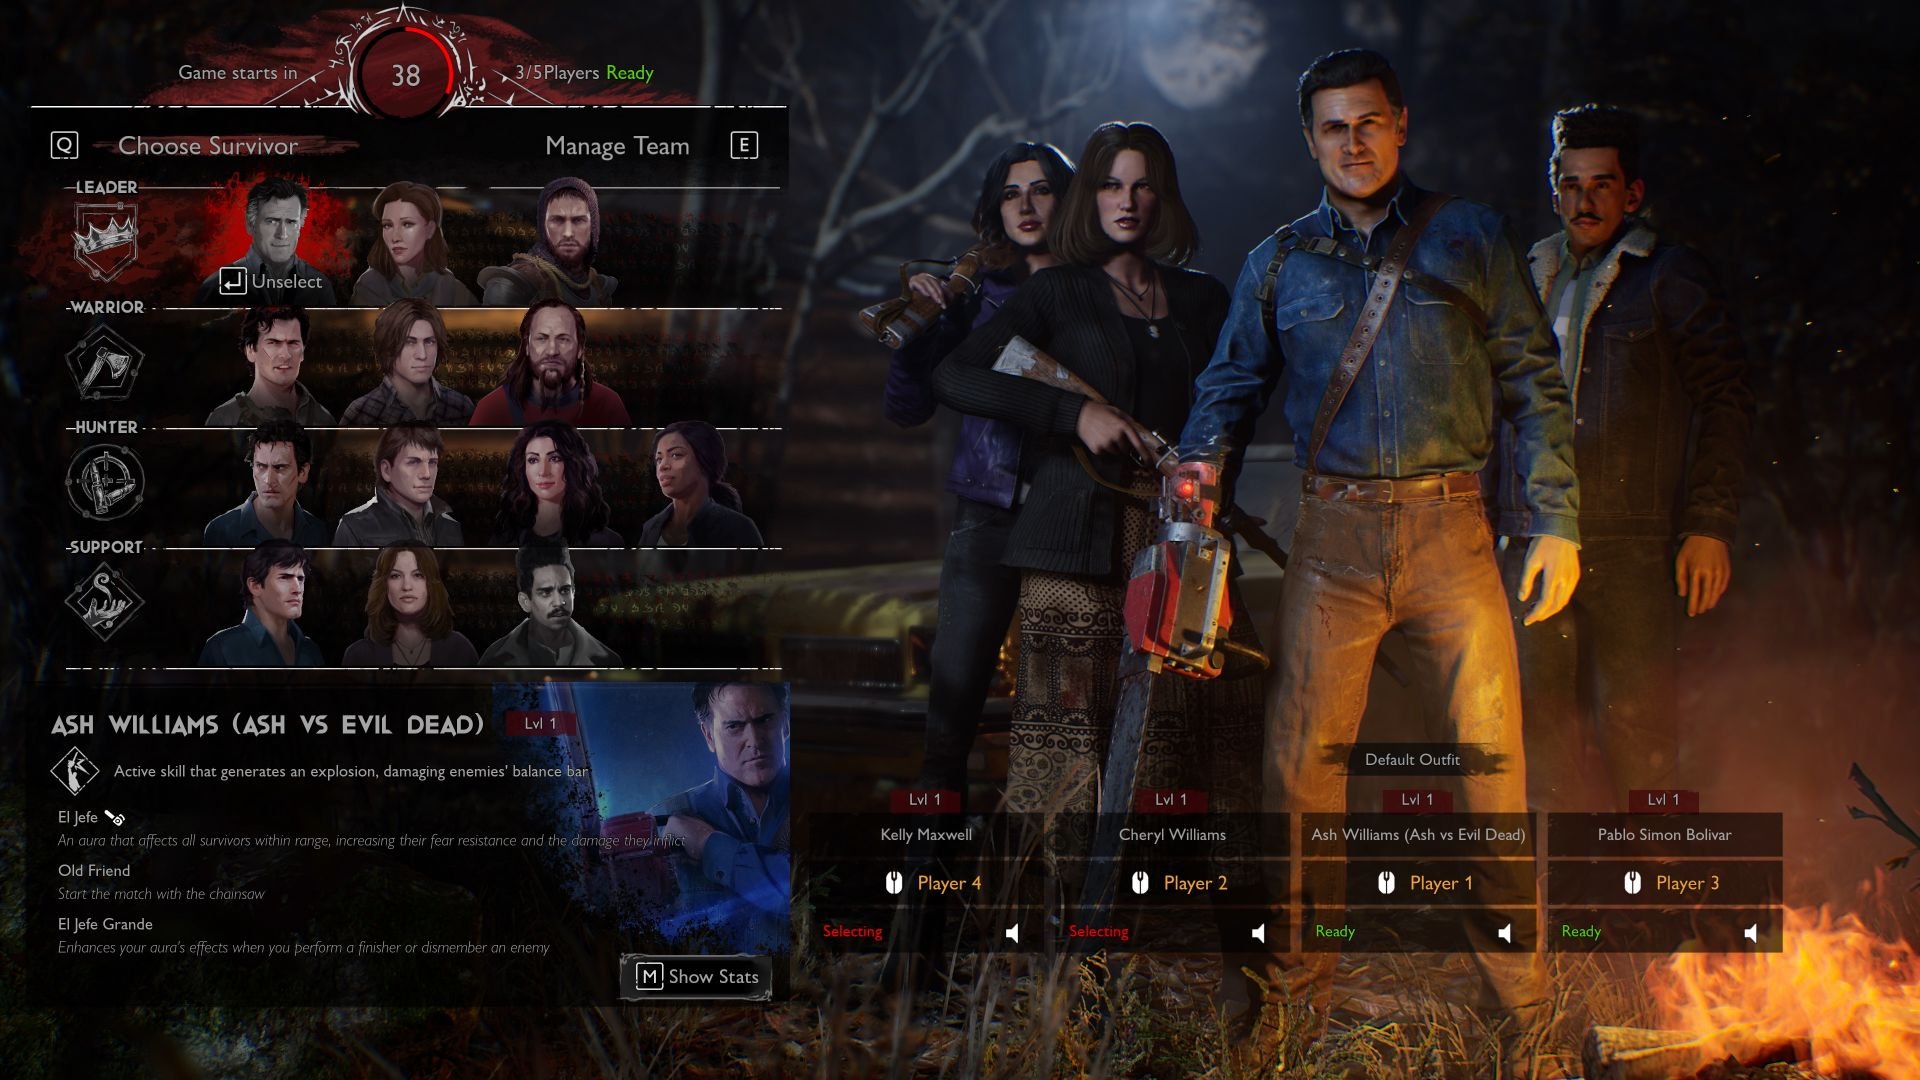 Game starts in
38
3/5Players Ready
Q
Choose Survivor
Manage Team
E
LEADER
Unselect
WARRIOR
HUNTER
SUPPORT
ASH WILLIAMS (ASH VS EVIL DEAD)
Lvl 1
Active skill that generates an explosion, damaging enemies' balance bar
El Jefe
An aura that affects all survivors within range, increasing their fear resistance and the damage they inflict
Old Friend
Start the match with the chainsaw
El Jefe Grande
Enhances your aura's effects when you perform a finisher or dismember an enemy
M Show Stats
Default Outfit
Lvl 1
Kelly Maxwell
Player 4
Selecting
Lvl 1
Cheryl Williams
Player 2
Selecting
Lvl 1
Ash Williams (Ash vs Evil Dead)
Player 1
Ready
Lvl 1
Pablo Simon Bolivar
Player 3
Ready